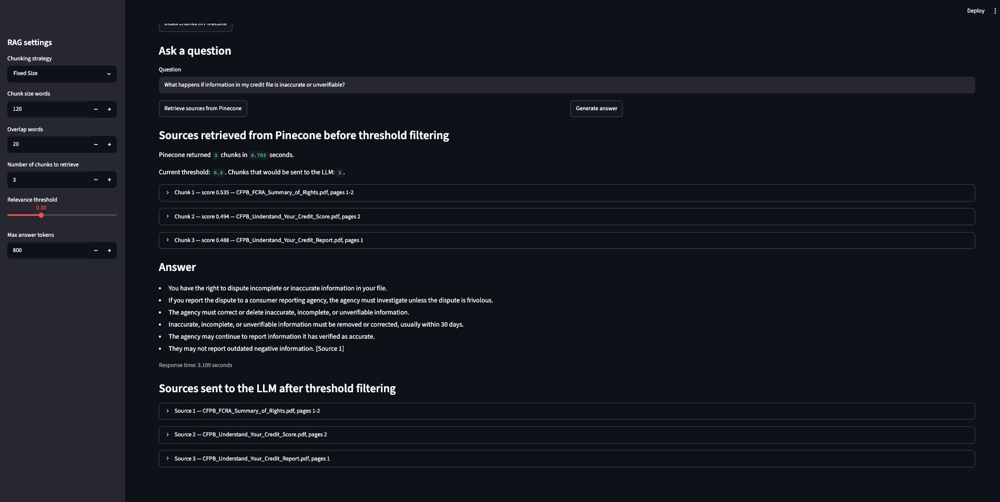 Deploy
RAG settings
Chunking strategy
Fixed Size
Chunk size words
120
Overlap words
20
Number of chunks to retrieve
3
Relevance threshold
0.30
Max answer tokens
800
Index chunks in Pinecone
Ask a question
Question
What happens if information in my credit file is inaccurate or unverifiable?
Retrieve sources from Pinecone
Generate answer
Sources retrieved from Pinecone before threshold filtering
Pinecone returned 3 chunks in 0.793 seconds.
Current threshold: 0.3. Chunks that would be sent to the LLM: 3.
Chunk 1 — score 0.535 — CFPB_FCRA_Summary_of_Rights.pdf, pages 1-2
Chunk 2 — score 0.494 — CFPB_Understand_Your_Credit_Score.pdf, pages 2
Chunk 3 — score 0.488 — CFPB_Understand_Your_Credit_Report.pdf, pages 1
Answer
• You have the right to dispute incomplete or inaccurate information in your file.
• If you report the dispute to a consumer reporting agency, the agency must investigate unless the dispute is frivolous.
• The agency must correct or delete inaccurate, incomplete, or unverifiable information.
• Inaccurate, incomplete, or unverifiable information must be removed or corrected, usually within 30 days.
• The agency may continue to report information it has verified as accurate.
• They may not report outdated negative information. [Source 1]
Response time: 3.109 seconds
Sources sent to the LLM after threshold filtering
Source 1 — CFPB_FCRA_Summary_of_Rights.pdf, pages 1-2
Source 2 — CFPB_Understand_Your_Credit_Score.pdf, pages 2
Source 3 — CFPB_Understand_Your_Credit_Report.pdf, pages 1